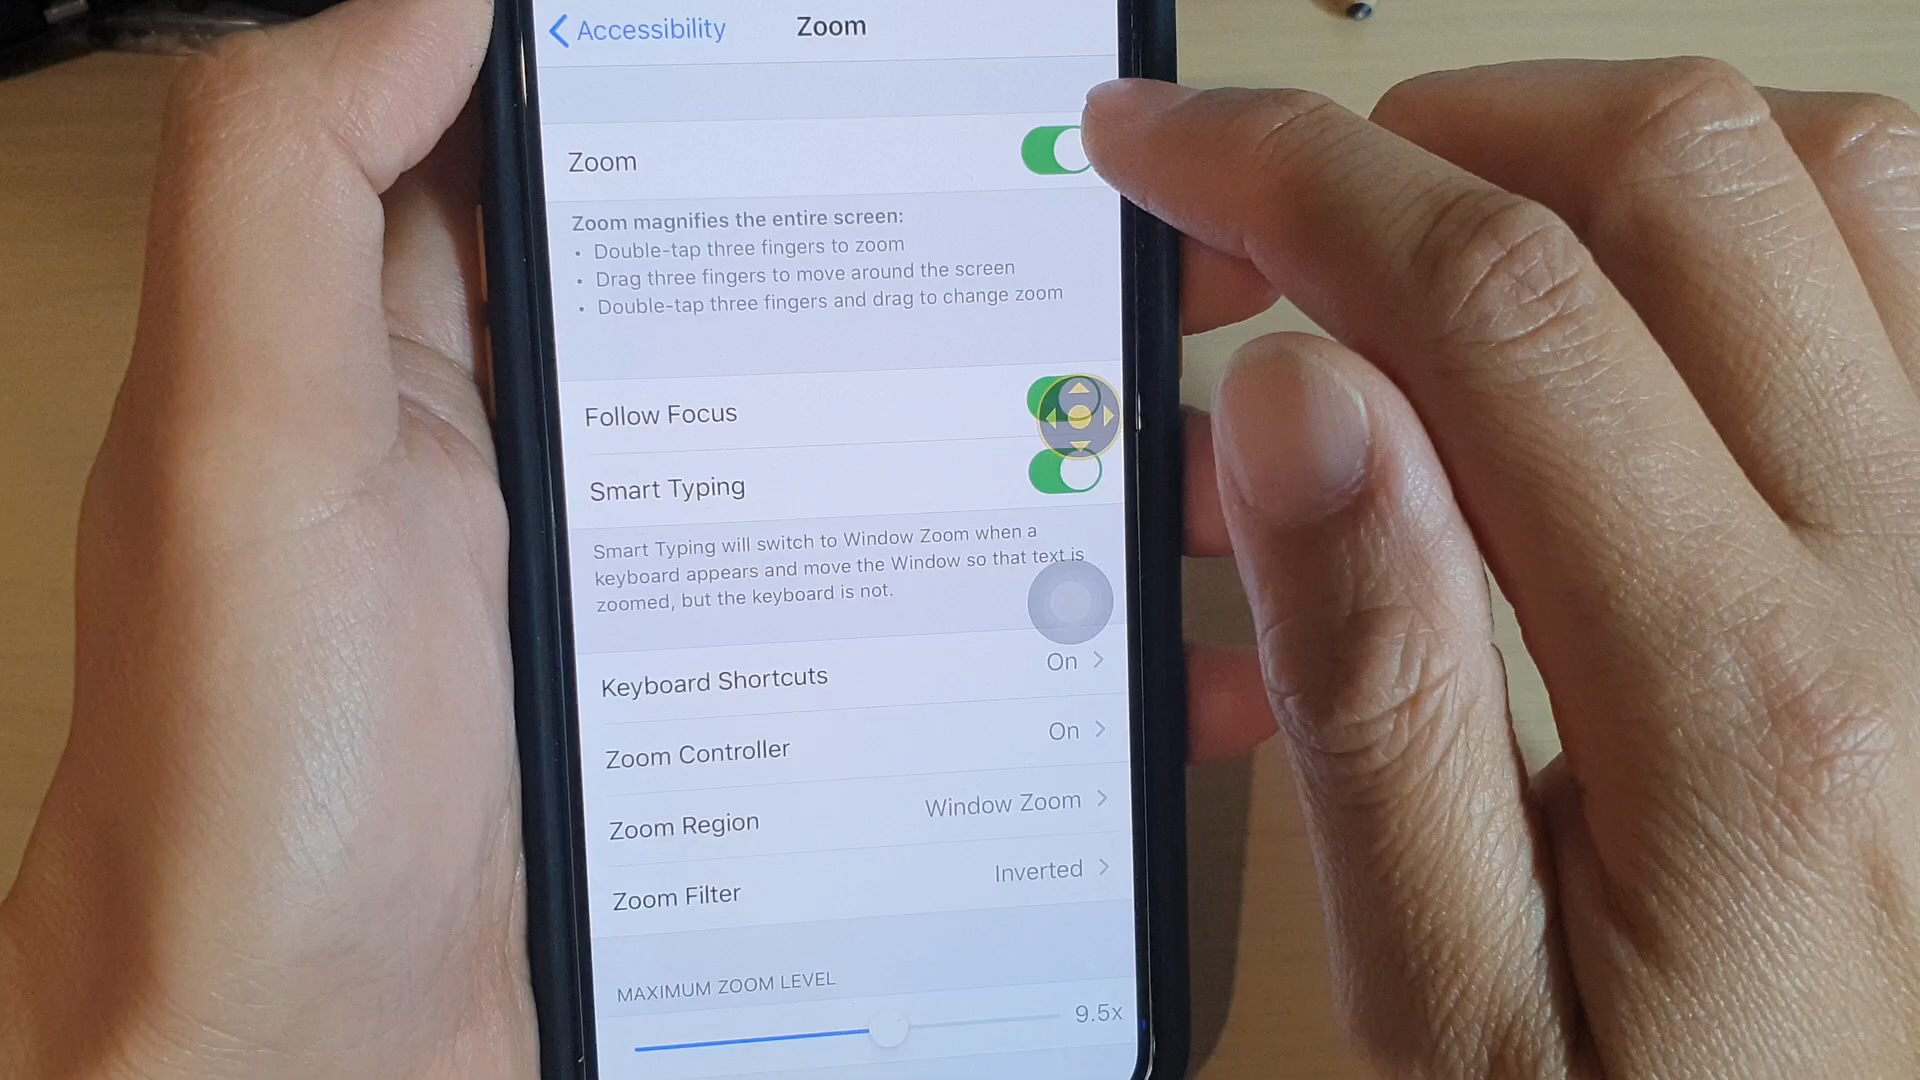 Accessibility
Zoom
Zoom
Zoom magnifies the entire screen:
• Double-tap three fingers to zoom
• Drag three fingers to move around the screen
• Double-tap three fingers and drag to change zoom
Follow Focus
Smart Typing
Smart Typing will switch to Window Zoom when a
keyboard appears and move the Window so that text is
zoomed, but the keyboard is not.
Keyboard Shortcuts On
Zoom Controller On
Zoom Region Window Zoom
Zoom Filter Inverted
MAXIMUM ZOOM LEVEL
9.5x